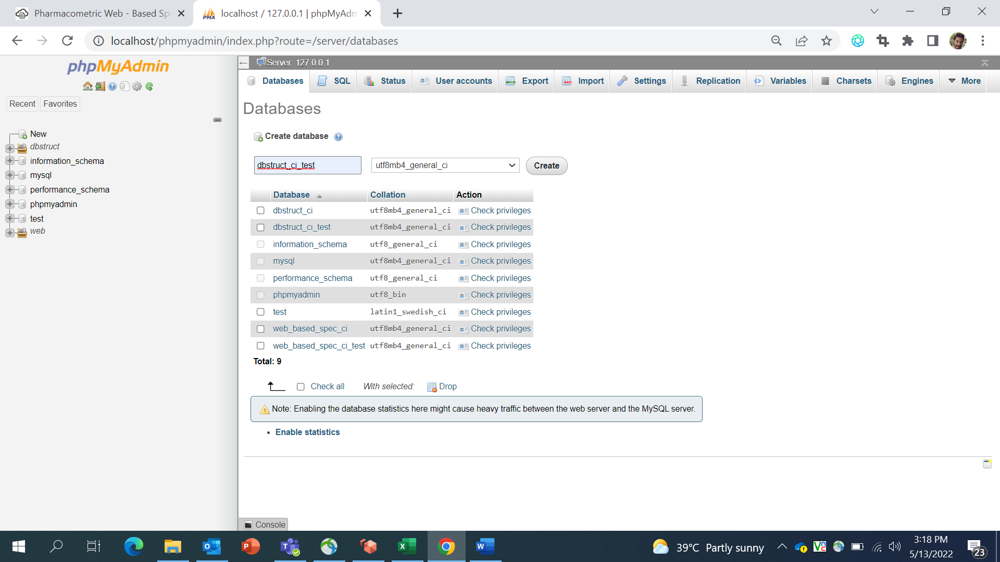 Pharmacometric Web - Based Sp
localhost / 127.0.0.1 | phpMyAdm
localhost/phpmyadmin/index.php?route=/server/databases
phpMyAdmin
Recent
Favorites
New
dbstruct
information_schema
mysql
performance_schema
phpmyadmin
test
web
Server: 127.0.0.1
Databases
SQL
Status
User accounts
Export
Import
Settings
Replication
Variables
Charsets
Engines
More
Databases
Create database
dbstruct_ci_test
utf8mb4_general_ci
Create
Database Collation Action
dbstruct_ci utf8mb4_general_ci Check privileges
dbstruct_ci_test utf8mb4_general_ci Check privileges
information_schema utf8_general_ci Check privileges
mysql utf8mb4_general_ci Check privileges
performance_schema utf8_general_ci Check privileges
phpmyadmin utf8_bin Check privileges
test latin1_swedish_ci Check privileges
web_based_spec_ci utf8mb4_general_ci Check privileges
web_based_spec_ci_test utf8mb4_general_ci Check privileges
Total: 9
Check all With selected: Drop
Note: Enabling the database statistics here might cause heavy traffic between the web server and the MySQL server.
• Enable statistics
Console
39°C Partly sunny
3:18 PM
5/13/2022
23